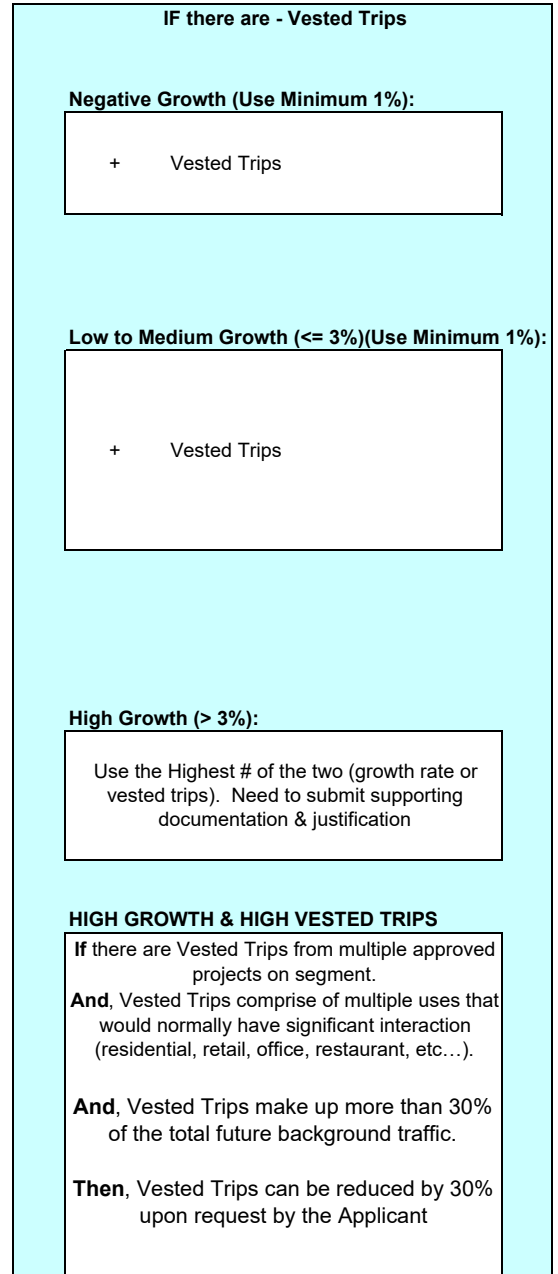 IF there are - Vested Trips
Negative Growth (Use Minimum 1%):
+ Vested Trips
Low to Medium Growth (<= 3%)(Use Minimum 1%):
+ Vested Trips
High Growth (> 3%):
Use the Highest # of the two (growth rate or
vested trips). Need to submit supporting
documentation & justification
HIGH GROWTH & HIGH VESTED TRIPS
If there are Vested Trips from multiple approved
projects on segment.
And, Vested Trips comprise of multiple uses that
would normally have significant interaction
(residential, retail, office, restaurant, etc…).
And, Vested Trips make up more than 30%
of the total future background traffic.
Then, Vested Trips can be reduced by 30%
upon request by the Applicant